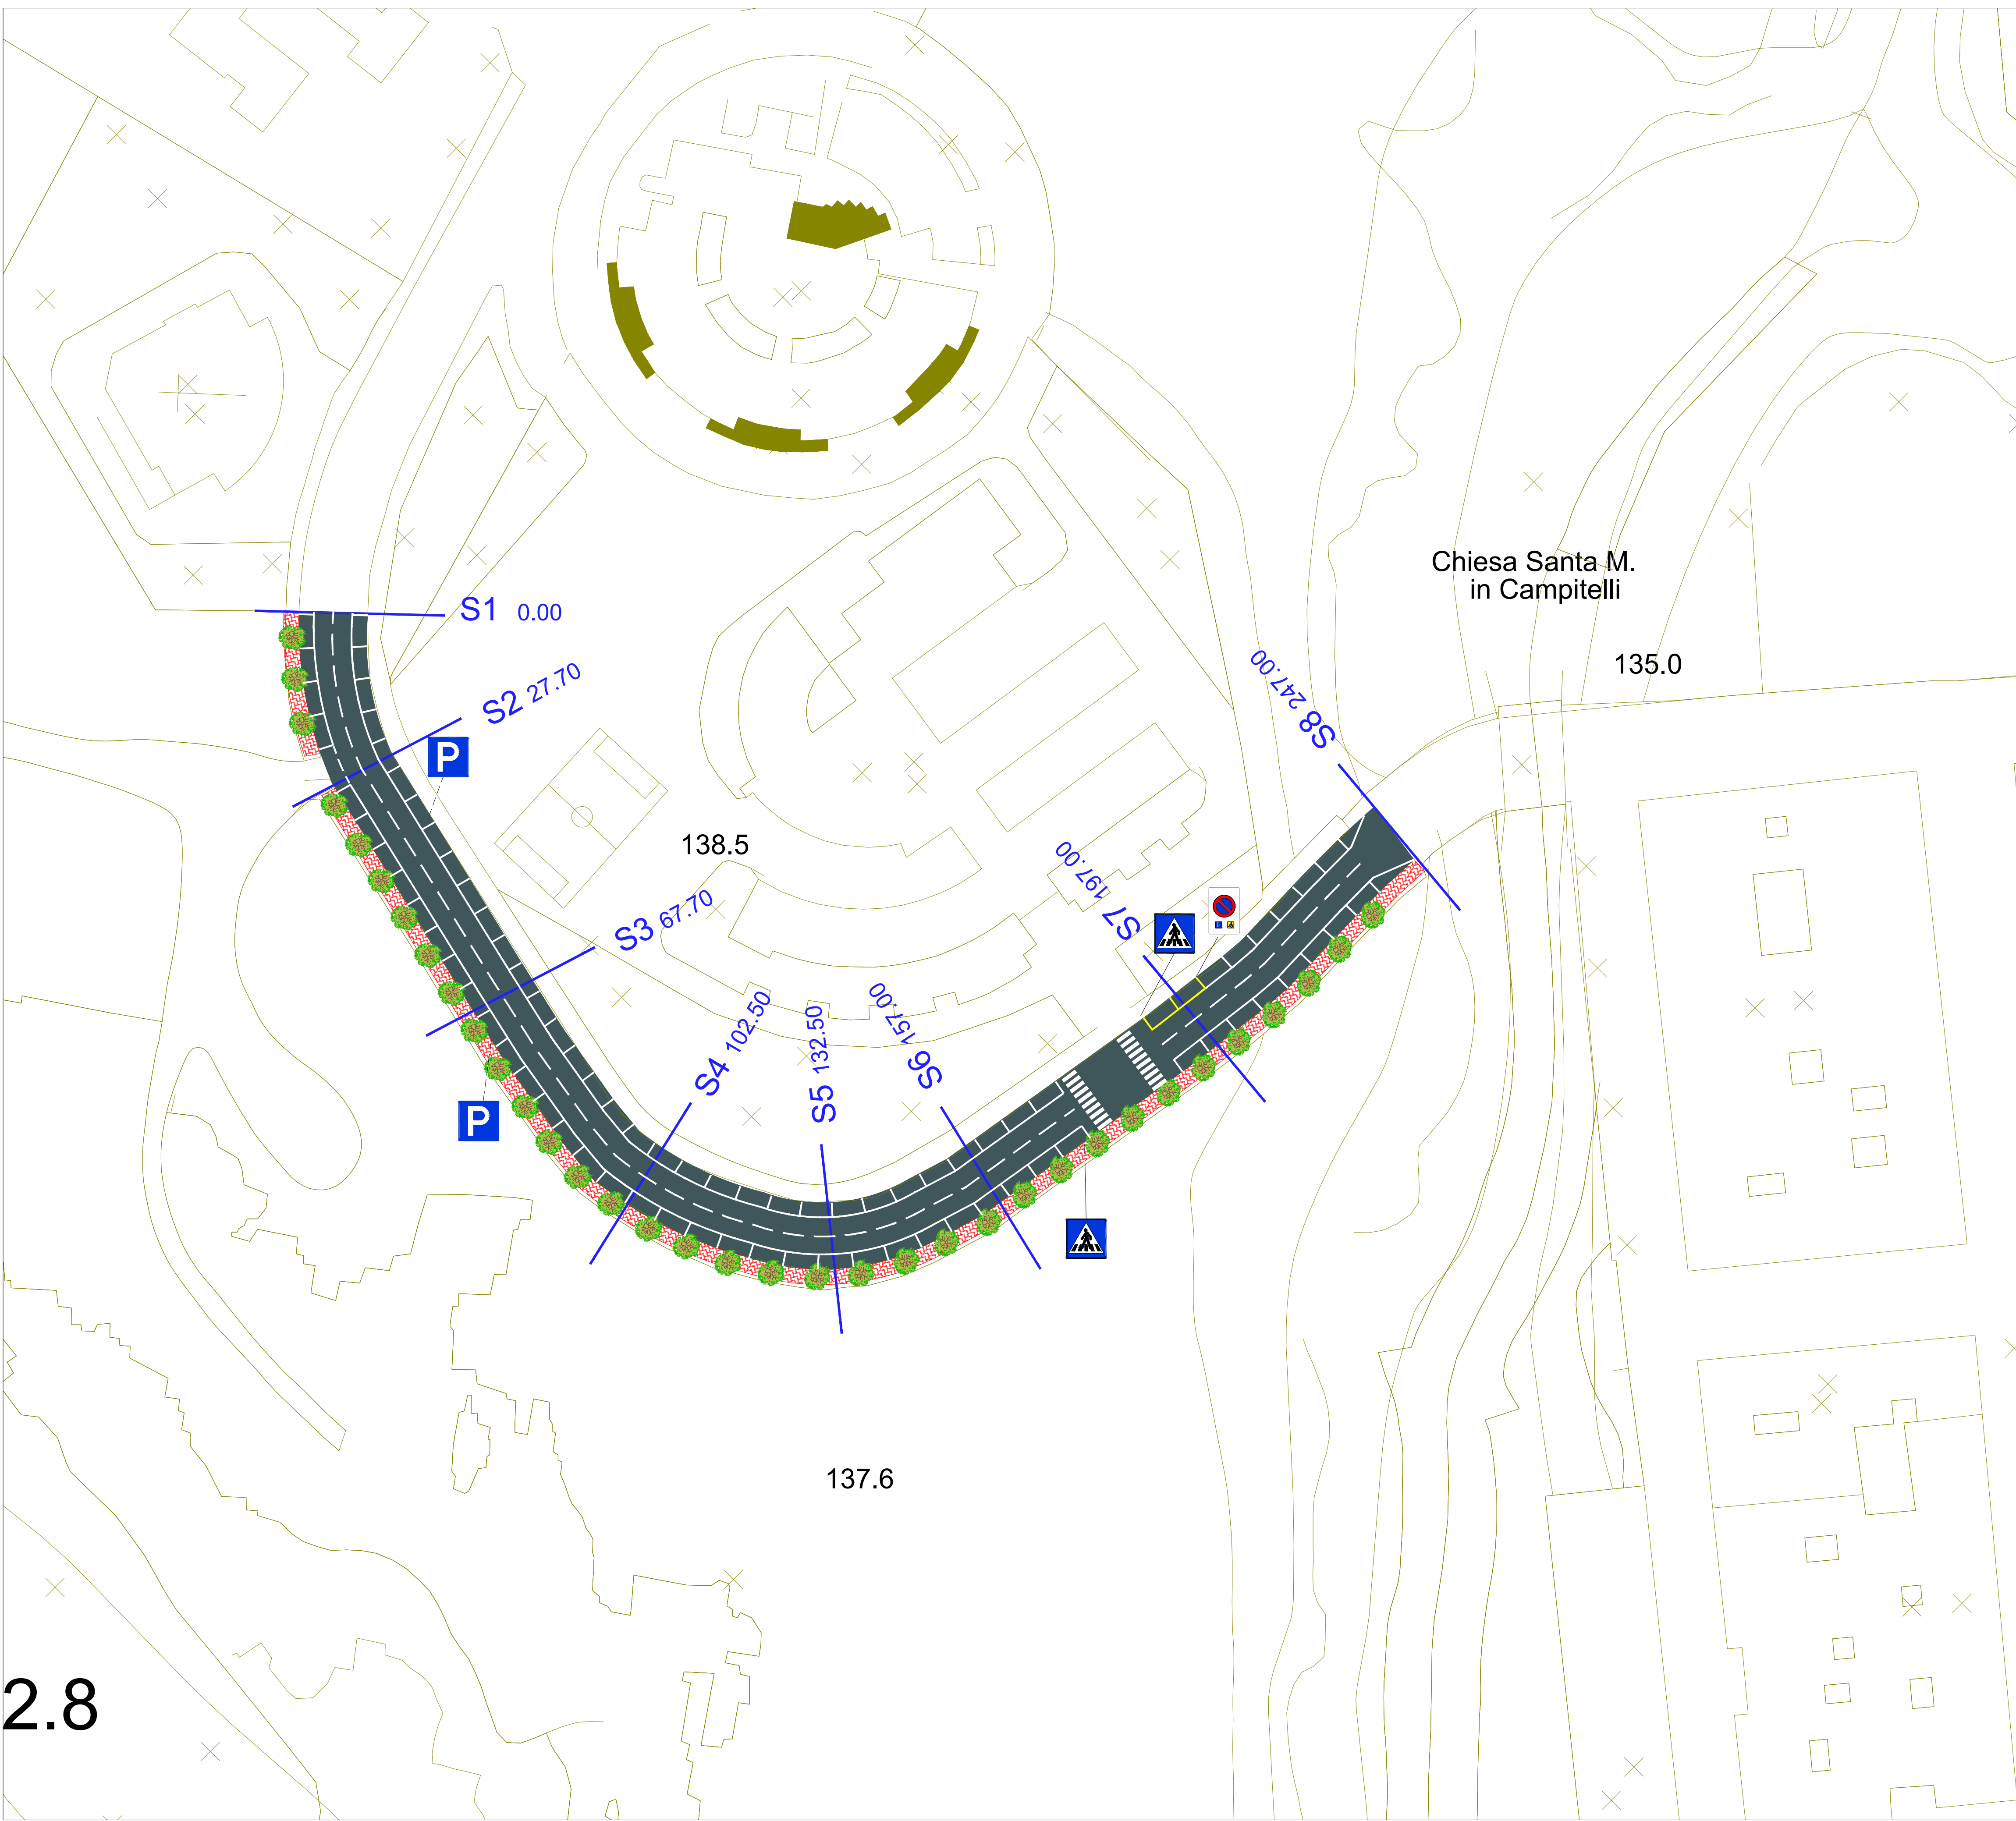 S1 0.00
Chiesa Santa M.
in Campitelli
135.0
S2 27.70
P
S8 247.00
138.5
S7 197.00
S3 67.70
S4 102.50
S5 132.50
S6 157.00
P
137.6
2.8